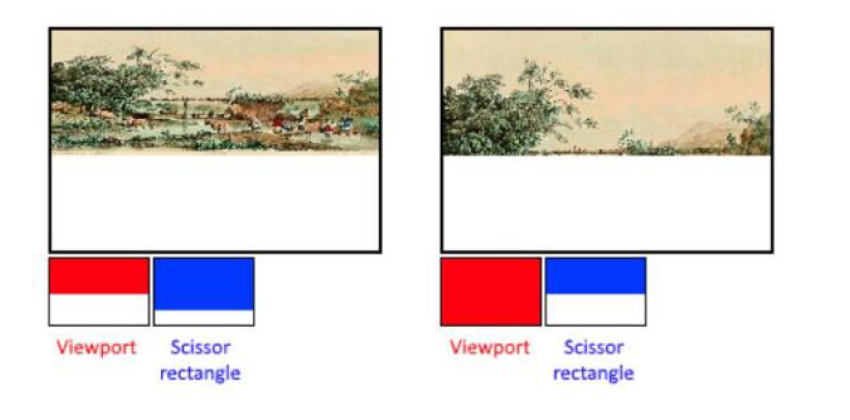 Viewport
Scissor
rectangle
Viewport
Scissor
rectangle